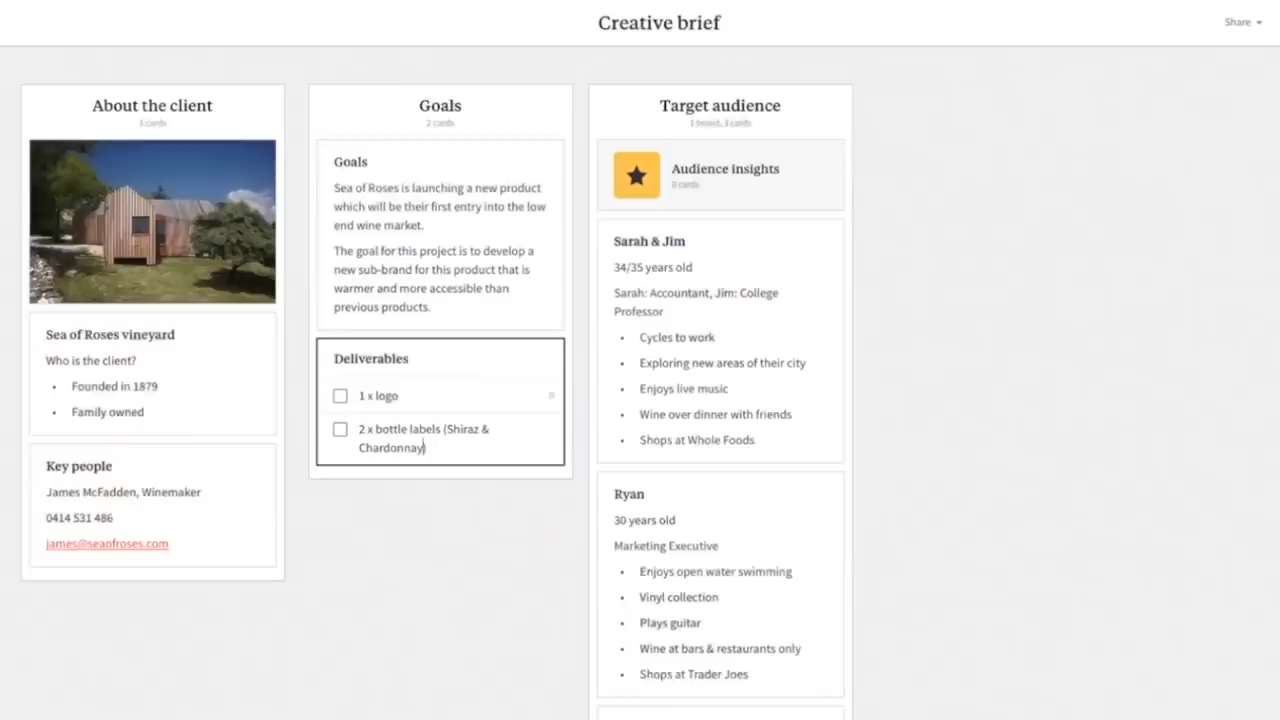 Creative brief
Share
About the client
3 cards
Sea of Roses vineyard
Who is the client?
• Founded in 1879
• Family owned
Key people
James McFadden, Winemaker
0414 531 486
james@seaofroses.com
Goals
2 cards
Goals
Sea of Roses is launching a new product
which will be their first entry into the low
end wine market.
The goal for this project is to develop a
new sub-brand for this product that is
warmer and more accessible than
previous products.
Deliverables
1 x logo
2 x bottle labels (Shiraz &
Chardonnay)
Target audience
1 board, 3 cards
Audience insights
0 cards
Sarah & Jim
34/35 years old
Sarah: Accountant, Jim: College
Professor
• Cycles to work
• Exploring new areas of their city
• Enjoys live music
• Wine over dinner with friends
• Shops at Whole Foods
Ryan
30 years old
Marketing Executive
• Enjoys open water swimming
• Vinyl collection
• Plays guitar
• Wine at bars & restaurants only
• Shops at Trader Joes